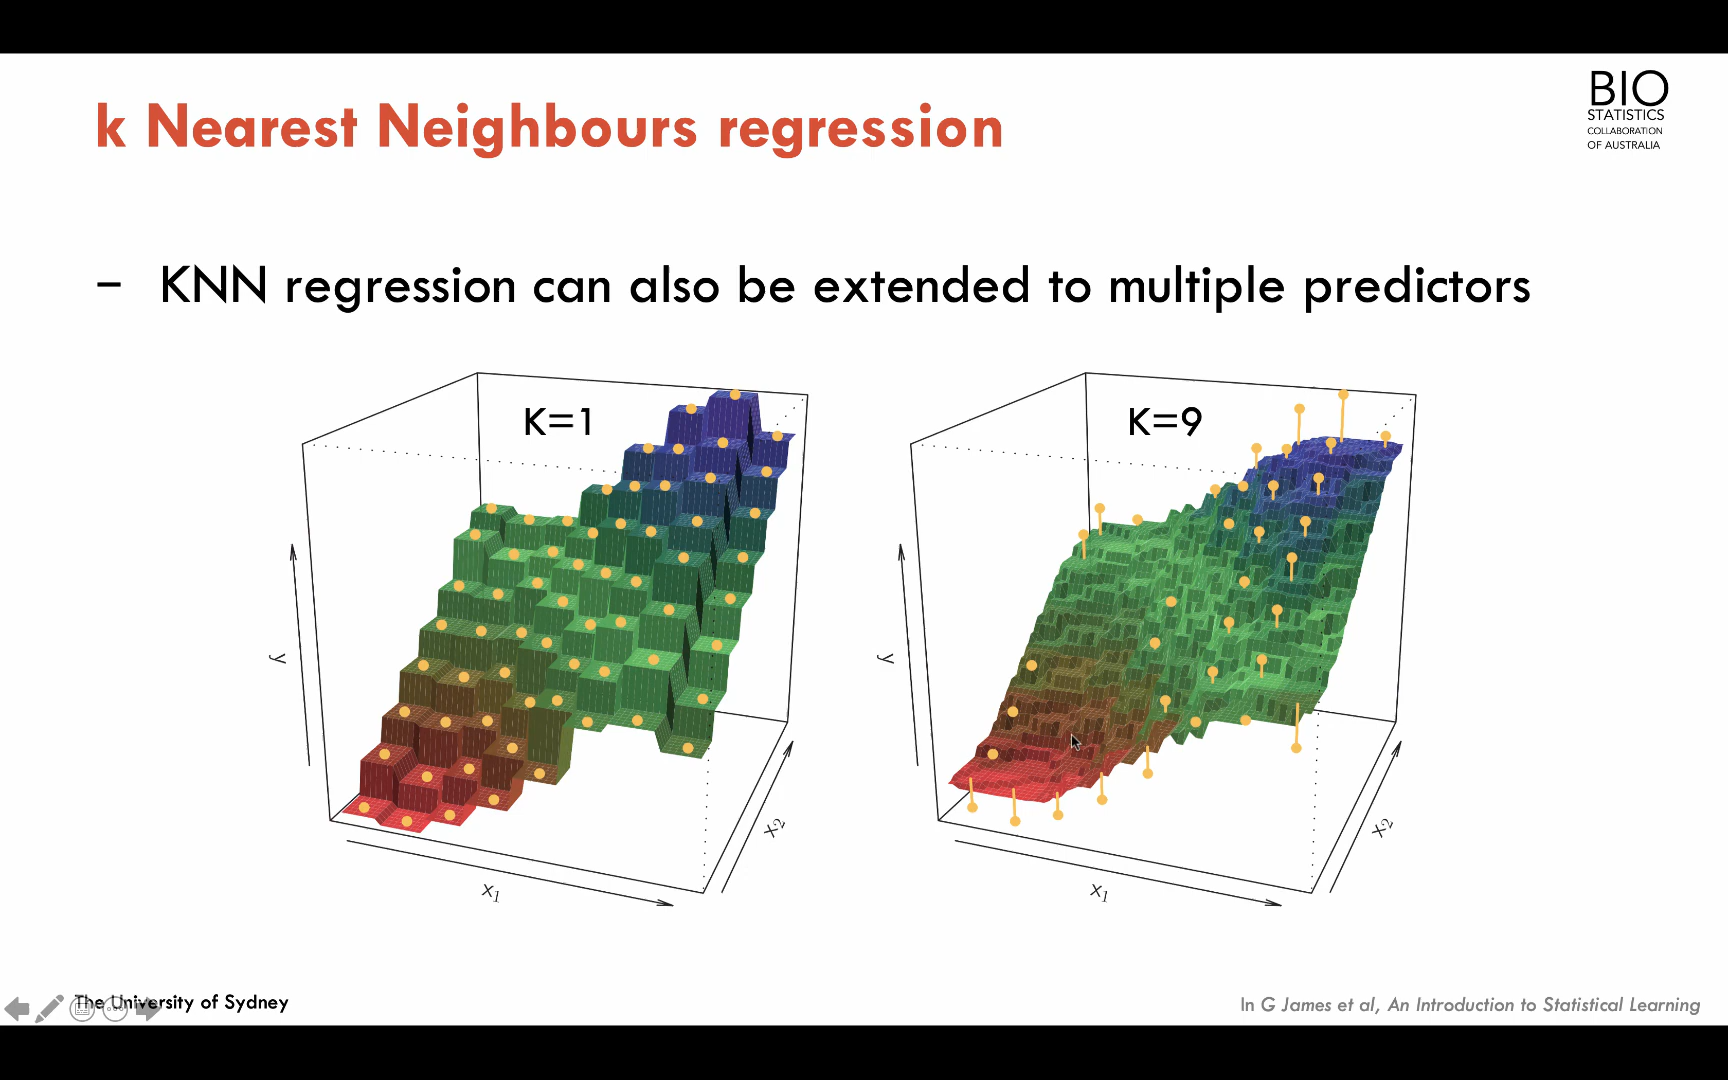 k Nearest Neighbours regression
BIO
STATISTICS
COLLABORATION
OF AUSTRALIA
– KNN regression can also be extended to multiple predictors
K=1
y
x1
x2
K=9
y
x1
x2
The University of Sydney
In G James et al, An Introduction to Statistical Learning